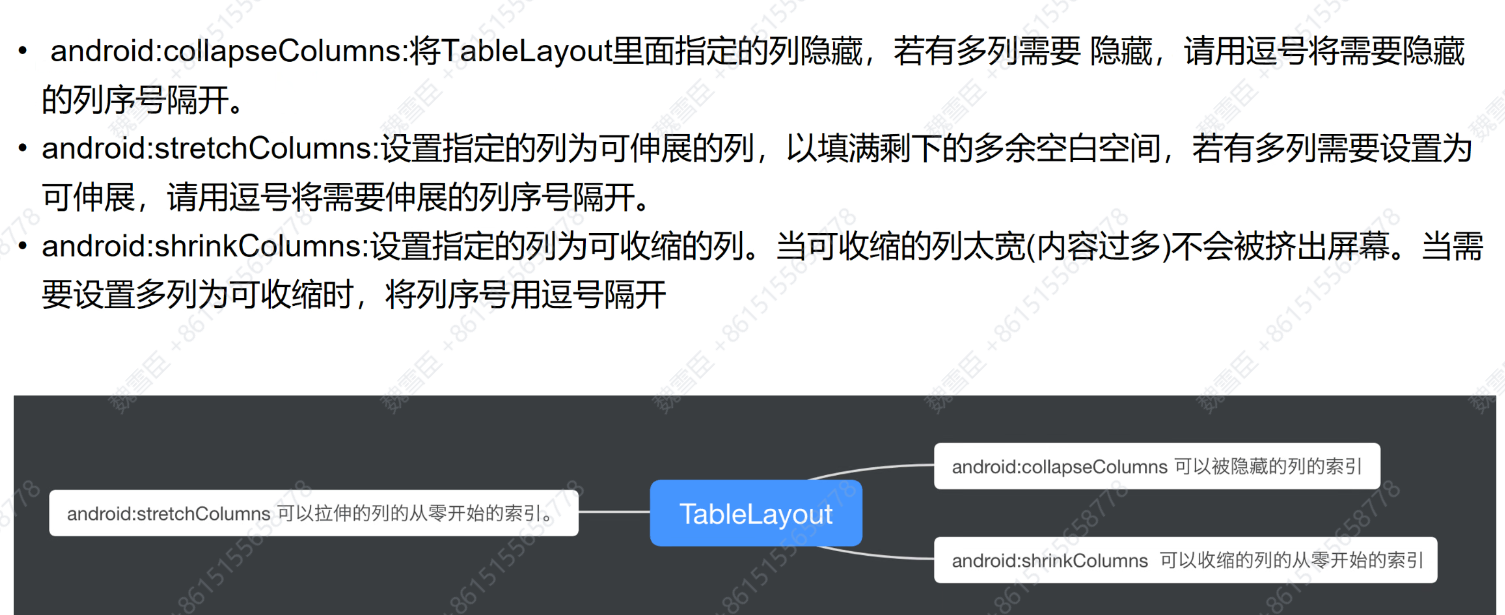 • android:collapseColumns:将TableLayout里面指定的列隐藏，若有多列需要 隐藏，请用逗号将需要隐藏
的列序号隔开。
• android:stretchColumns:设置指定的列为可伸展的列，以填满剩下的多余空白空间，若有多列需要设置为
可伸展，请用逗号将需要伸展的列序号隔开。
• android:shrinkColumns:设置指定的列为可收缩的列。当可收缩的列太宽(内容过多)不会被挤出屏幕。当需
要设置多列为可收缩时，将列序号用逗号隔开
android:collapseColumns 可以被隐藏的列的索引
android:stretchColumns 可以拉伸的列的从零开始的索引。
TableLayout
android:shrinkColumns 可以收缩的列的从零开始的索引
魏雪臣 +8615155658778